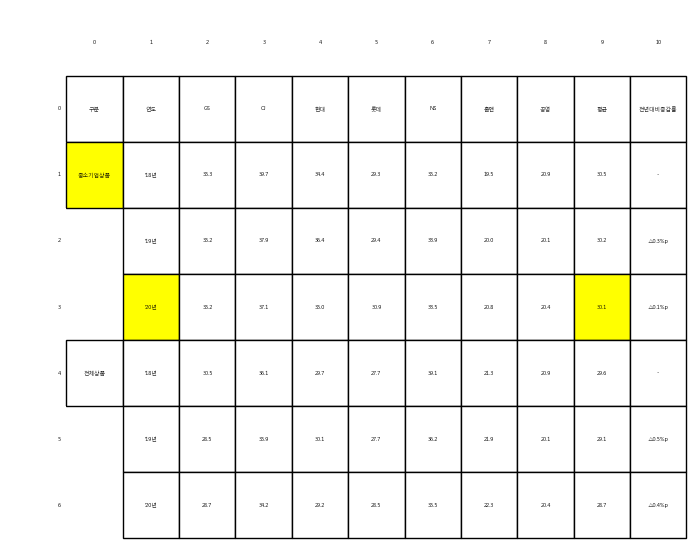 0 1 2 3 4 5 6 7 8 9 10
0 구분 연도 GS CJ 현대 롯데 NS 홈앤 공영 평균 전년대비증감률
1 중소기업상품 '18년 35.3 39.7 34.4 29.3 35.2 19.5 20.9 30.5 -
2 '19년 35.2 37.9 36.4 29.4 33.9 20.0 20.1 30.2 △0.3%p
3 '20년 35.2 37.1 35.0 30.9 33.5 20.8 20.4 30.1 △0.1%p
4 전체상품 '18년 30.5 36.1 29.7 27.7 39.1 21.3 20.9 29.6 -
5 '19년 28.5 35.9 30.1 27.7 36.2 21.9 20.1 29.1 △0.5%p
6 '20년 28.7 34.2 29.2 28.5 35.5 22.3 20.4 28.7 △0.4%p